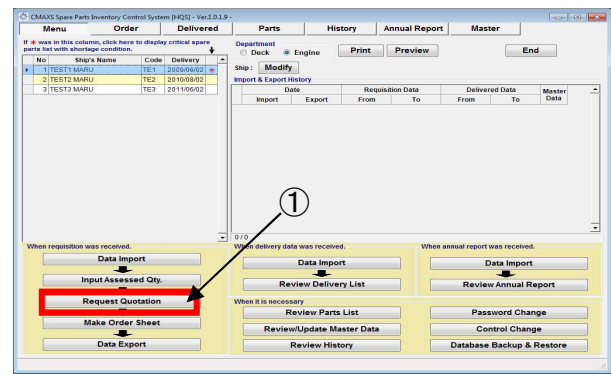 CMAXS Spare Parts Inventory Control System [HQS] - Ver.1.0.1.9 -
Menu Order Delivered Parts History Annual Report Master
If * was in this column, click here to display critical spare
parts list with shortage condition.
Department
Deck Engine Print Preview End
No Ship's Name Code Delivery
1 TEST1 MARU TE1 2009/06/02 *
2 TEST2 MARU TE2 2010/08/02
3 TEST3 MARU TE3 2011/06/02
Ship : Modify
Import & Export History
Date Requisition Data Delivered Data Master
Data
Import Export From To From To
①
0 / 0
When requisition was received.
Data Import
Input Assessed Qty.
Request Quotation
Make Order Sheet
Data Export
When delivery data was received.
Data Import
Review Delivery List
When annual report was received.
Data Import
Review Annual Report
When it is necessary
Review Parts List
Review/Update Master Data
Review History
Password Change
Control Change
Database Backup & Restore